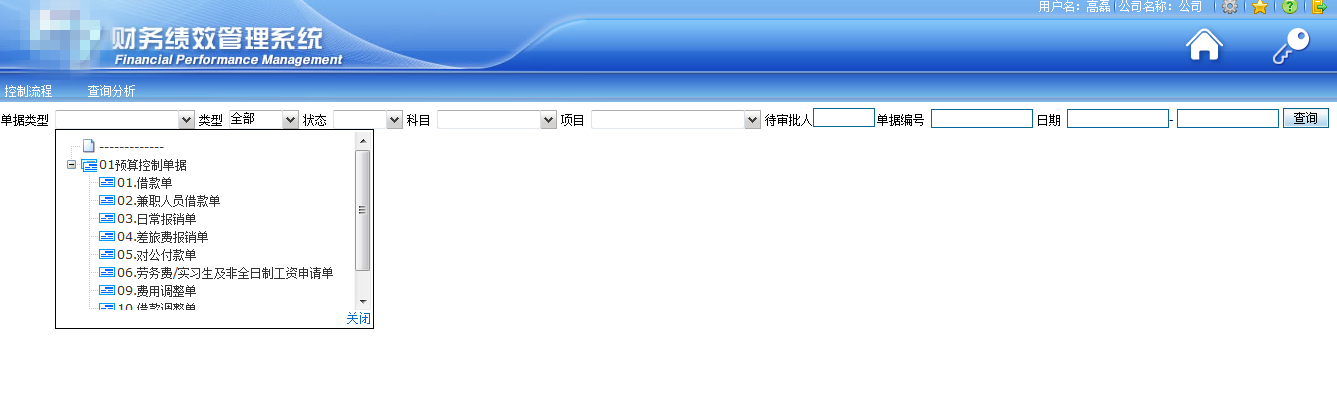 用户名：高磊 公司名称：公司
财务绩效管理系统
Financial Performance Management
控制流程 查询分析
单据类型 类型 全部 状态 科目 项目 待审批人 单据编号 日期 - 查询
-------------
01预算控制单据
01.借款单
02.兼职人员借款单
03.日常报销单
04.差旅费报销单
05.对公付款单
06.劳务费/实习生及非全日制工资申请单
09.费用调整单
10.借款调整单
关闭